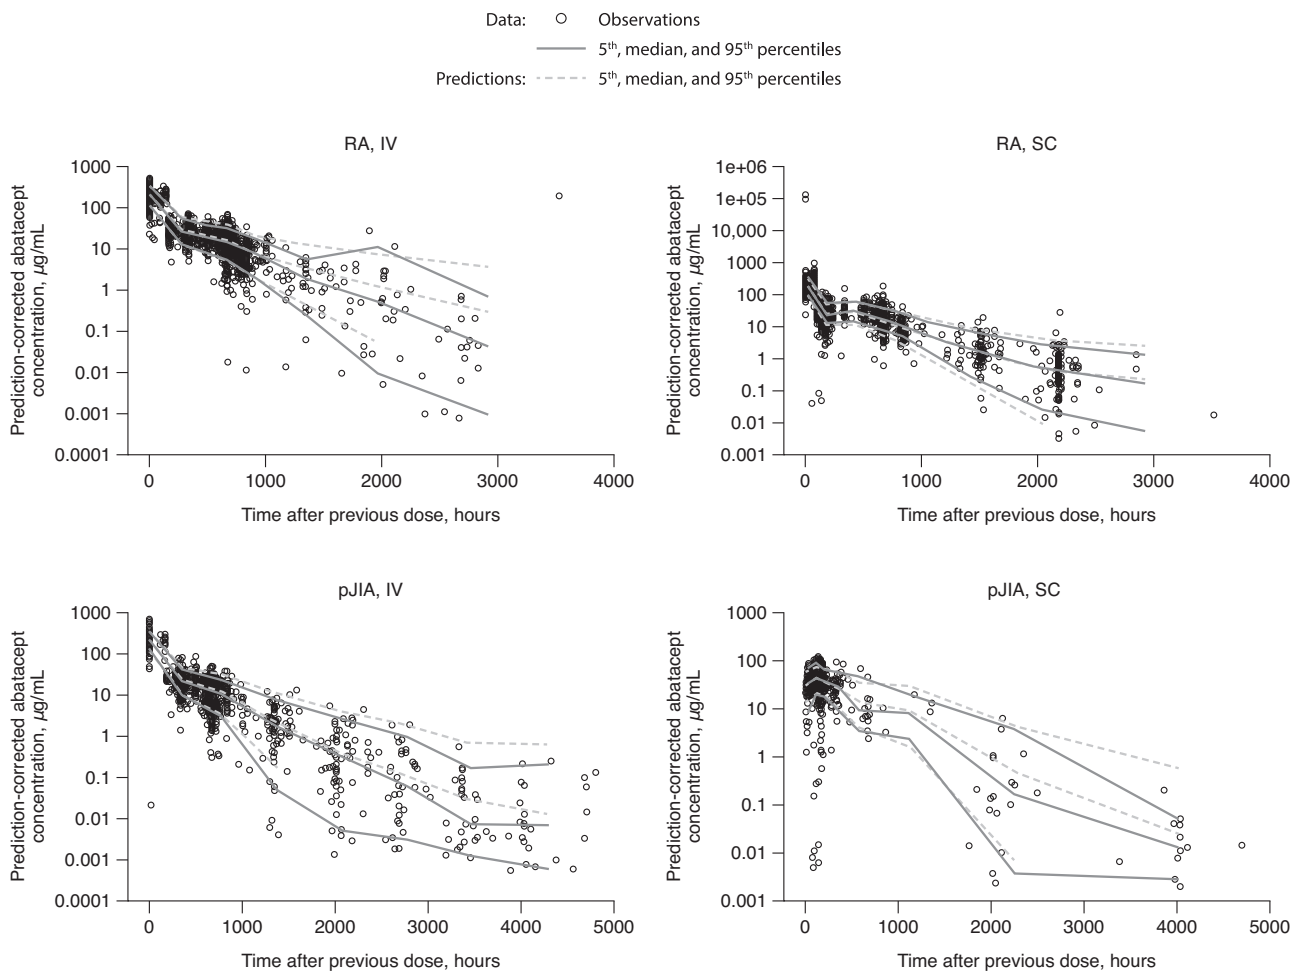 Data: Observations
5th, median, and 95th percentiles
Predictions: 5th, median, and 95th percentiles
RA, IV
Prediction-corrected abatacept
concentration, µg/mL
1000
100
10
1
0.1
0.01
0.001
0.0001
0 1000 2000 3000 4000
Time after previous dose, hours
RA, SC
Prediction-corrected abatacept
concentration, µg/mL
1e+06
1e+05
10,000
1000
100
10
1
0.1
0.01
0.001
0 1000 2000 3000 4000
Time after previous dose, hours
pJIA, IV
Prediction-corrected abatacept
concentration, µg/mL
1000
100
10
1
0.1
0.01
0.001
0.0001
0 1000 2000 3000 4000 5000
Time after previous dose, hours
pJIA, SC
Prediction-corrected abatacept
concentration, µg/mL
1000
100
10
1
0.1
0.01
0.001
0 1000 2000 3000 4000 5000
Time after previous dose, hours